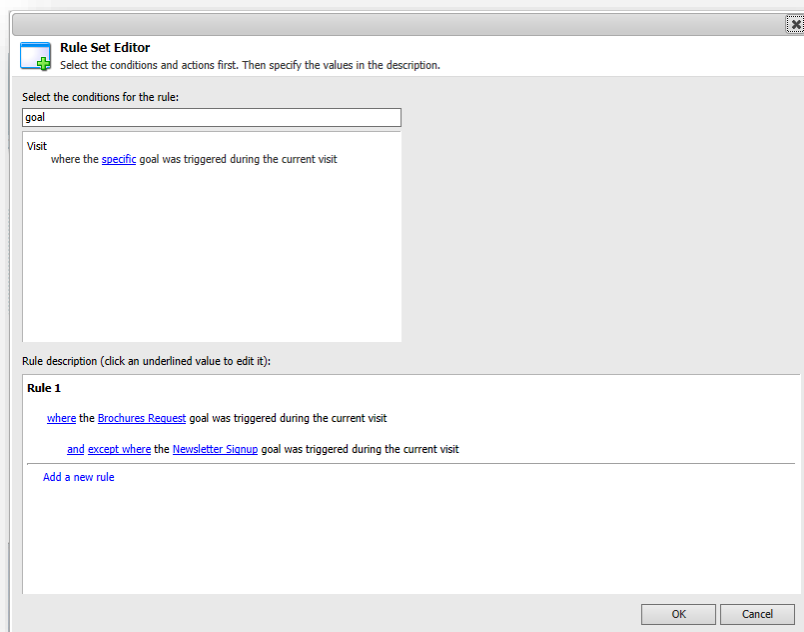 Rule Set Editor
Select the conditions and actions first. Then specify the values in the description.
Select the conditions for the rule:
goal
Visit
where the specific goal was triggered during the current visit
Rule description (click an underlined value to edit it):
Rule 1
where the Brochures Request goal was triggered during the current visit
and except where the Newsletter Signup goal was triggered during the current visit
Add a new rule
OK Cancel